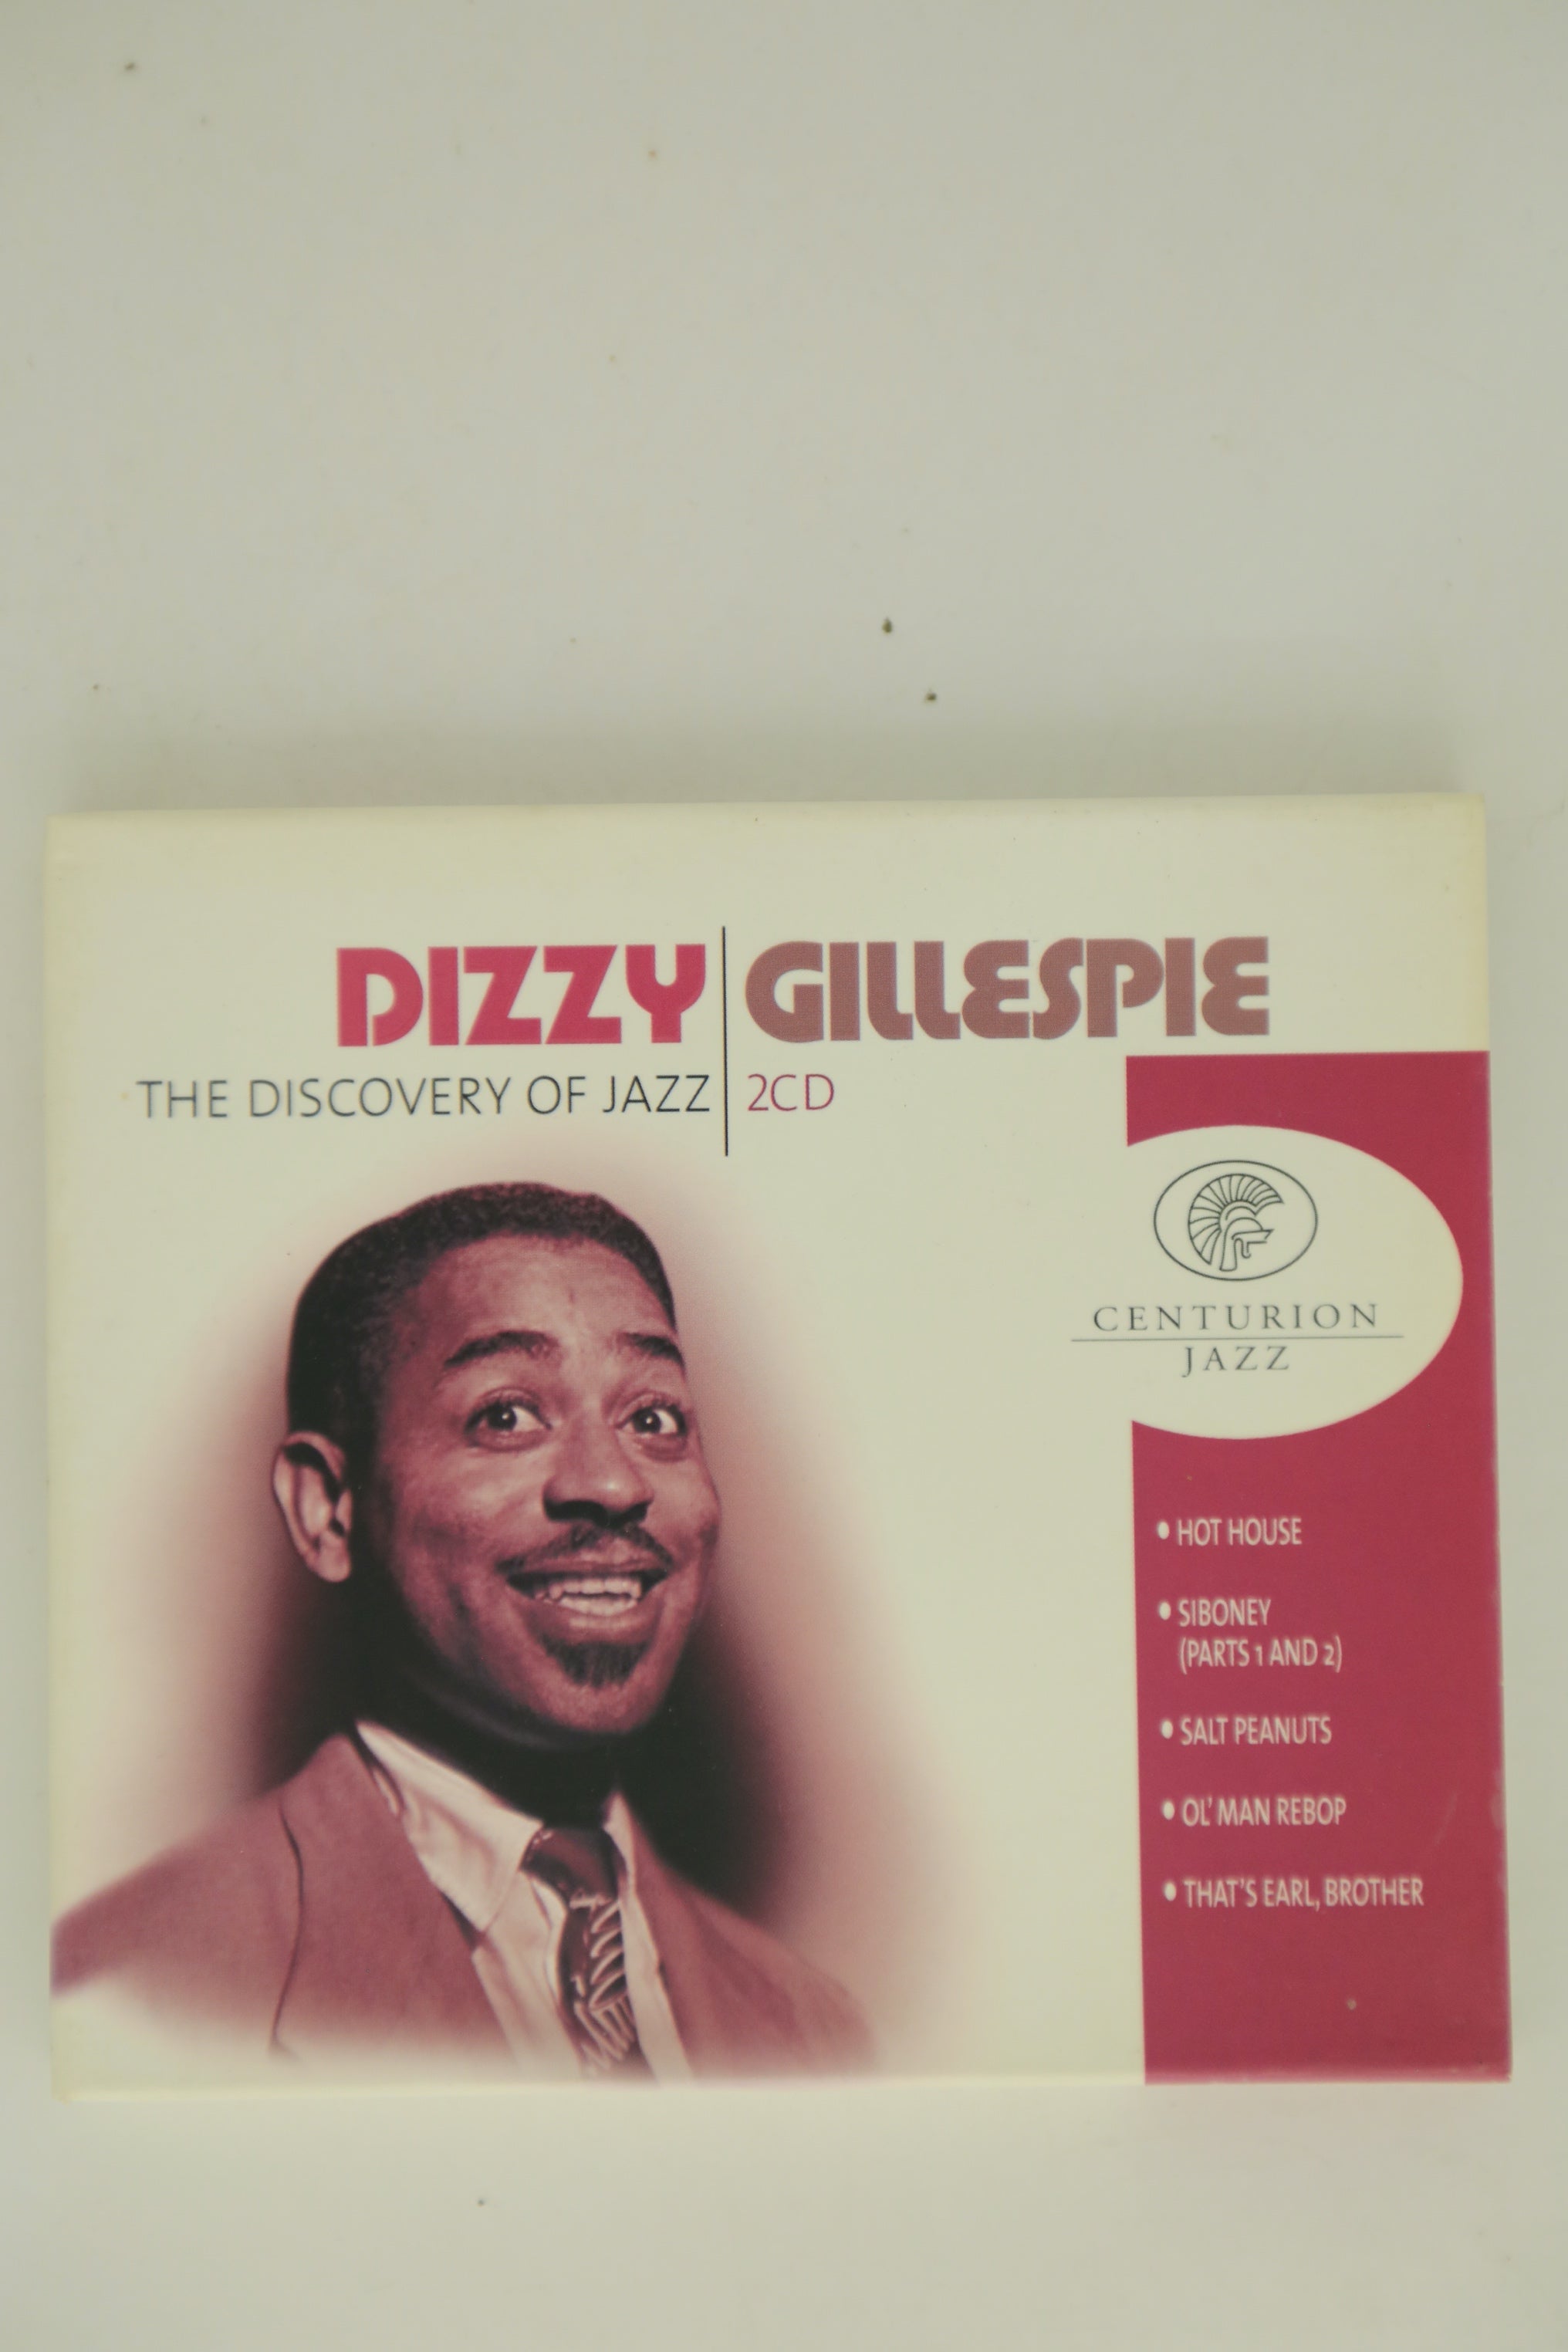 DIZZY GILLESPIE
THE DISCOVERY OF JAZZ 2CD
CENTURION
JAZZ
• HOT HOUSE
• SIBONEY
(PARTS 1 AND 2)
• SALT PEANUTS
• OL' MAN REBOP
• THAT'S EARL, BROTHER